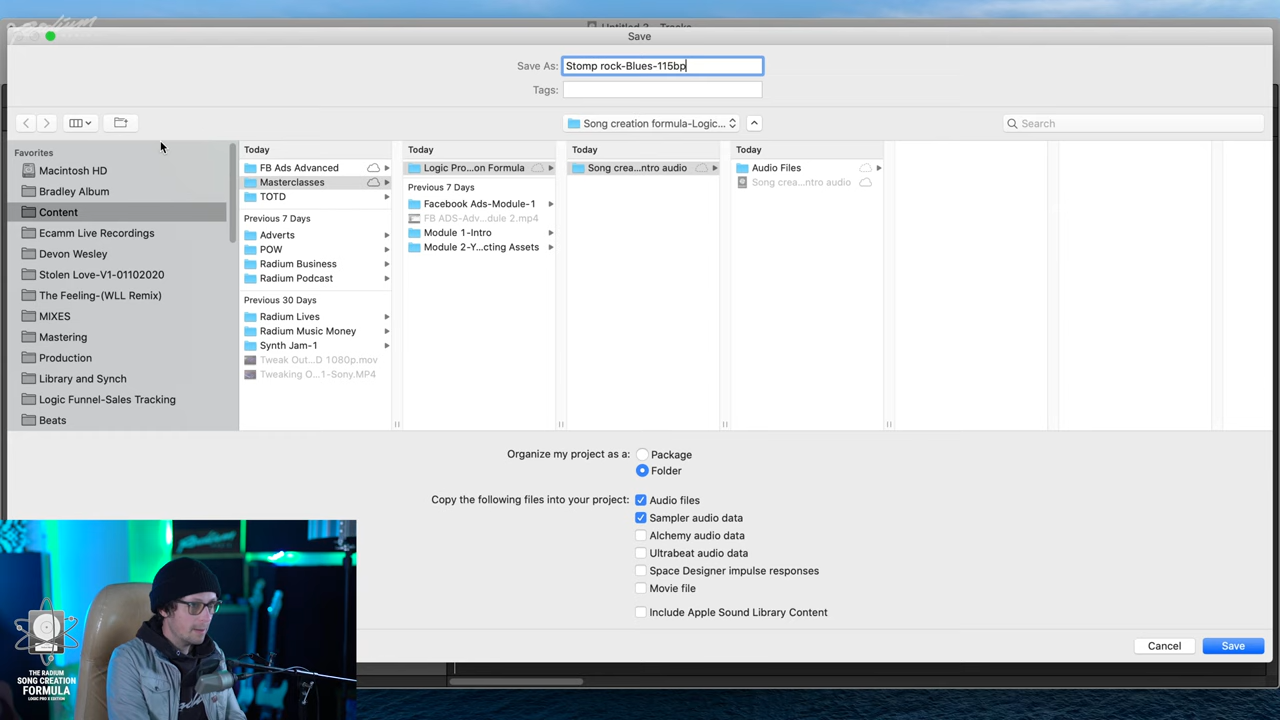 Radium
Untitled 2 - Tracks
Save
Save As: Stomp rock-Blues-115bp
Tags:
Song creation formula-Logic...
Search
Favorites
Macintosh HD
Bradley Album
Content
Ecamm Live Recordings
Devon Wesley
Stolen Love-V1-01102020
The Feeling-(WLL Remix)
MIXES
Mastering
Production
Library and Synch
Logic Funnel-Sales Tracking
Beats
Today
FB Ads Advanced
Masterclasses
TOTD
Previous 7 Days
Adverts
POW
Radium Business
Radium Podcast
Previous 30 Days
Radium Lives
Radium Music Money
Synth Jam-1
Tweak Out...D 1080p.mov
Tweaking O...1-Sony.MP4
Today
Logic Pro...on Formula
Previous 7 Days
Facebook Ads-Module-1
FB ADS-Adv...dule 2.mp4
Module 1-Intro
Module 2-Y...cting Assets
Today
Song crea...ntro audio
Today
Audio Files
Song crea...ntro audio
Organize my project as a:
Package
Folder
Copy the following files into your project:
Audio files
Sampler audio data
Alchemy audio data
Ultrabeat audio data
Space Designer impulse responses
Movie file
Include Apple Sound Library Content
Cancel
Save
Radium
THE RADIUM
SONG CREATION
FORMULA
LOGIC PRO X EDITION